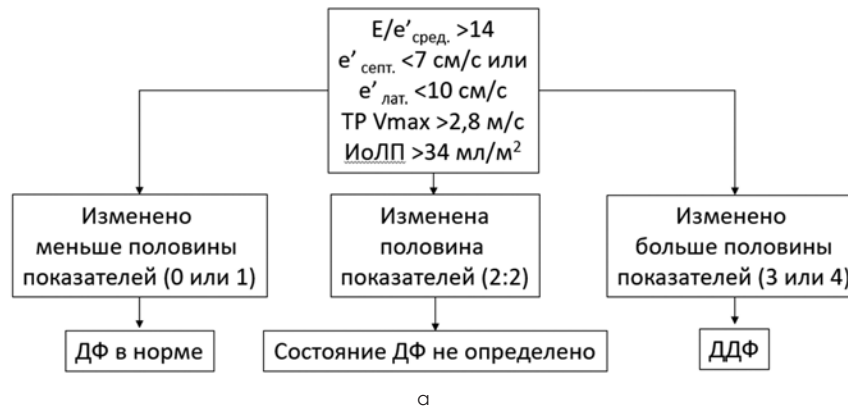 E/e′сред. >14
e′ септ. <7 см/с или
e′ лат. <10 см/с
ТР Vmax >2,8 м/с
ИоЛП >34 мл/м²
Изменено
меньше половины
показателей (0 или 1)
Изменена
половина
показателей (2:2)
Изменено
больше половины
показателей (3 или 4)
ДФ в норме
Состояние ДФ не определено
ДДФ
а